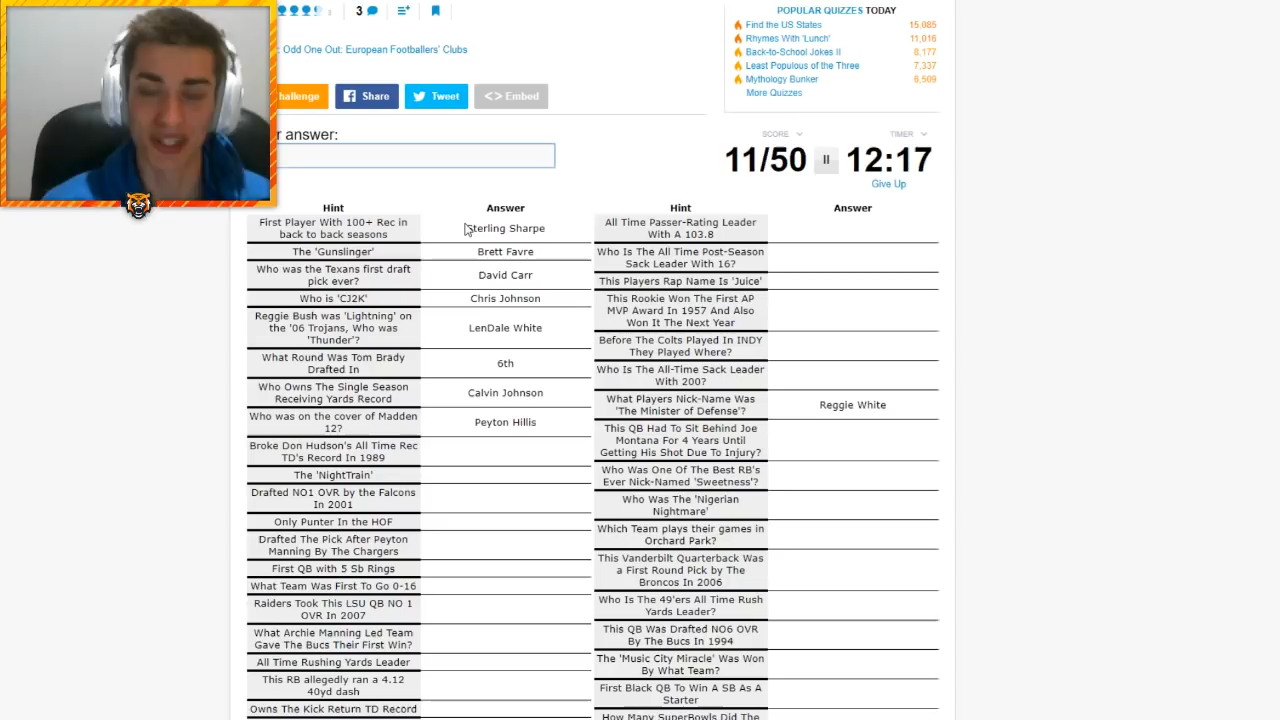 3
POPULAR QUIZZES TODAY
Find the US States 15,085
Rhymes With 'Lunch' 11,016
Back-to-School Jokes II 8,177
Least Populous of the Three 7,337
Mythology Bunker 6,509
More Quizzes
: Odd One Out: European Footballers' Clubs
hallenge
Share
Tweet
<> Embed
r answer:
SCORE
TIMER
11/50
12:17
Give Up
Hint Answer
First Player With 100+ Rec in
back to back seasons
Sterling Sharpe
The 'Gunslinger'
Brett Favre
Who was the Texans first draft
pick ever?
David Carr
Who is 'CJ2K'
Chris Johnson
Reggie Bush was 'Lightning' on
the '06 Trojans, Who was
'Thunder'?
LenDale White
What Round Was Tom Brady
Drafted In
6th
Who Owns The Single Season
Receiving Yards Record
Calvin Johnson
Who was on the cover of Madden
12?
Peyton Hillis
Broke Don Hudson's All Time Rec
TD's Record In 1989
The 'NightTrain'
Drafted NO1 OVR by the Falcons
In 2001
Only Punter In the HOF
Drafted The Pick After Peyton
Manning By The Chargers
First QB with 5 Sb Rings
What Team Was First To Go 0-16
Raiders Took This LSU QB NO 1
OVR In 2007
What Archie Manning Led Team
Gave The Bucs Their First Win?
All Time Rushing Yards Leader
This RB allegedly ran a 4.12
40yd dash
Owns The Kick Return TD Record
Hint Answer
All Time Passer-Rating Leader
With A 103.8
Who Is The All Time Post-Season
Sack Leader With 16?
This Players Rap Name Is 'Juice'
This Rookie Won The First AP
MVP Award In 1957 And Also
Won It The Next Year
Before The Colts Played In INDY
They Played Where?
Who Is The All-Time Sack Leader
With 200?
What Players Nick-Name Was
'The Minister of Defense'?
Reggie White
This QB Had To Sit Behind Joe
Montana For 4 Years Until
Getting His Shot Due To Injury?
Who Was One Of The Best RB's
Ever Nick-Named 'Sweetness'?
Who Was The 'Nigerian
Nightmare'
Which Team plays their games in
Orchard Park?
This Vanderbilt Quarterback Was
a First Round Pick by The
Broncos In 2006
Who Is The 49'ers All Time Rush
Yards Leader?
This QB Was Drafted NO6 OVR
By The Bucs In 1994
The 'Music City Miracle' Was Won
By What Team?
First Black QB To Win A SB As A
Starter
How Many SuperBowls Did The